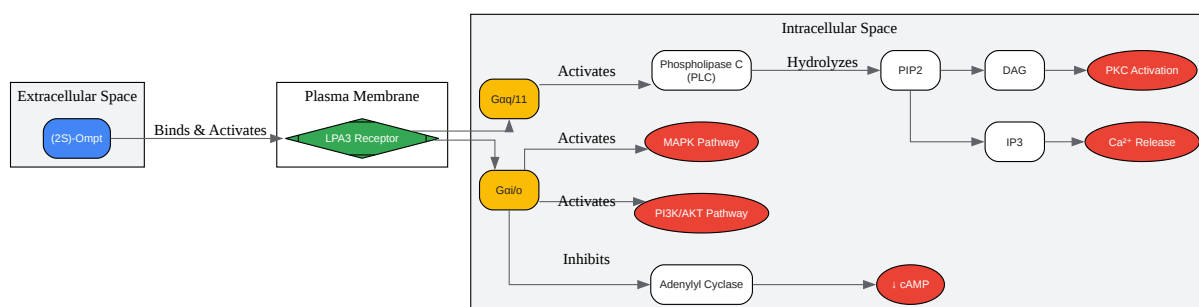 Extracellular Space
(2S)-Ompt
Binds & Activates
Plasma Membrane
LPA3 Receptor
Intracellular Space
Gαq/11
Activates
Phospholipase C
(PLC)
Hydrolyzes
PIP2
DAG
PKC Activation
IP3
Ca²⁺ Release
Gαi/o
Activates
MAPK Pathway
Activates
PI3K/AKT Pathway
Inhibits
Adenylyl Cyclase
↓ cAMP